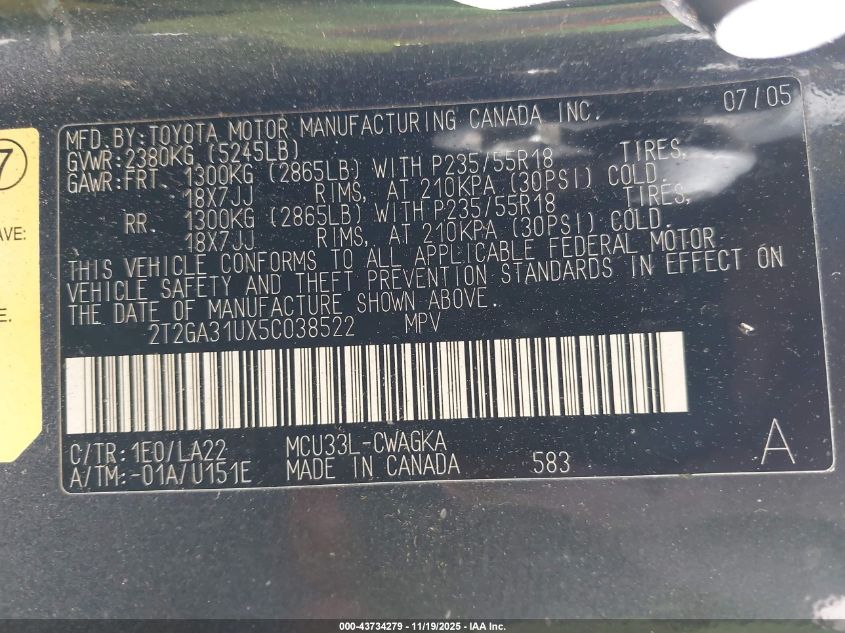 07/05
MFD.BY:TOYOTA MOTOR MANUFACTURING CANADA INC.
GVWR:2380KG (5245LB)
GAWR:FRT. 1300KG (2865LB) WITH P235/55R18 TIRES,
18X7JJ RIMS, AT 210KPA (30PSI) COLD.
RR. 1300KG (2865LB) WITH P235/55R18 TIRES,
18X7JJ RIMS, AT 210KPA (30PSI) COLD.
THIS VEHICLE CONFORMS TO ALL APPLICABLE FEDERAL MOTOR
VEHICLE SAFETY AND THEFT PREVENTION STANDARDS IN EFFECT ON
THE DATE OF MANUFACTURE SHOWN ABOVE.
2T2GA31UX5C038522 MPV
C/TR:1E0/LA22 MCU33L-CWAGKA
A/TM:-01A/U151E MADE IN CANADA 583 A
7
AVE:
E.
000-43734279 - 11/19/2025 - IAA Inc.